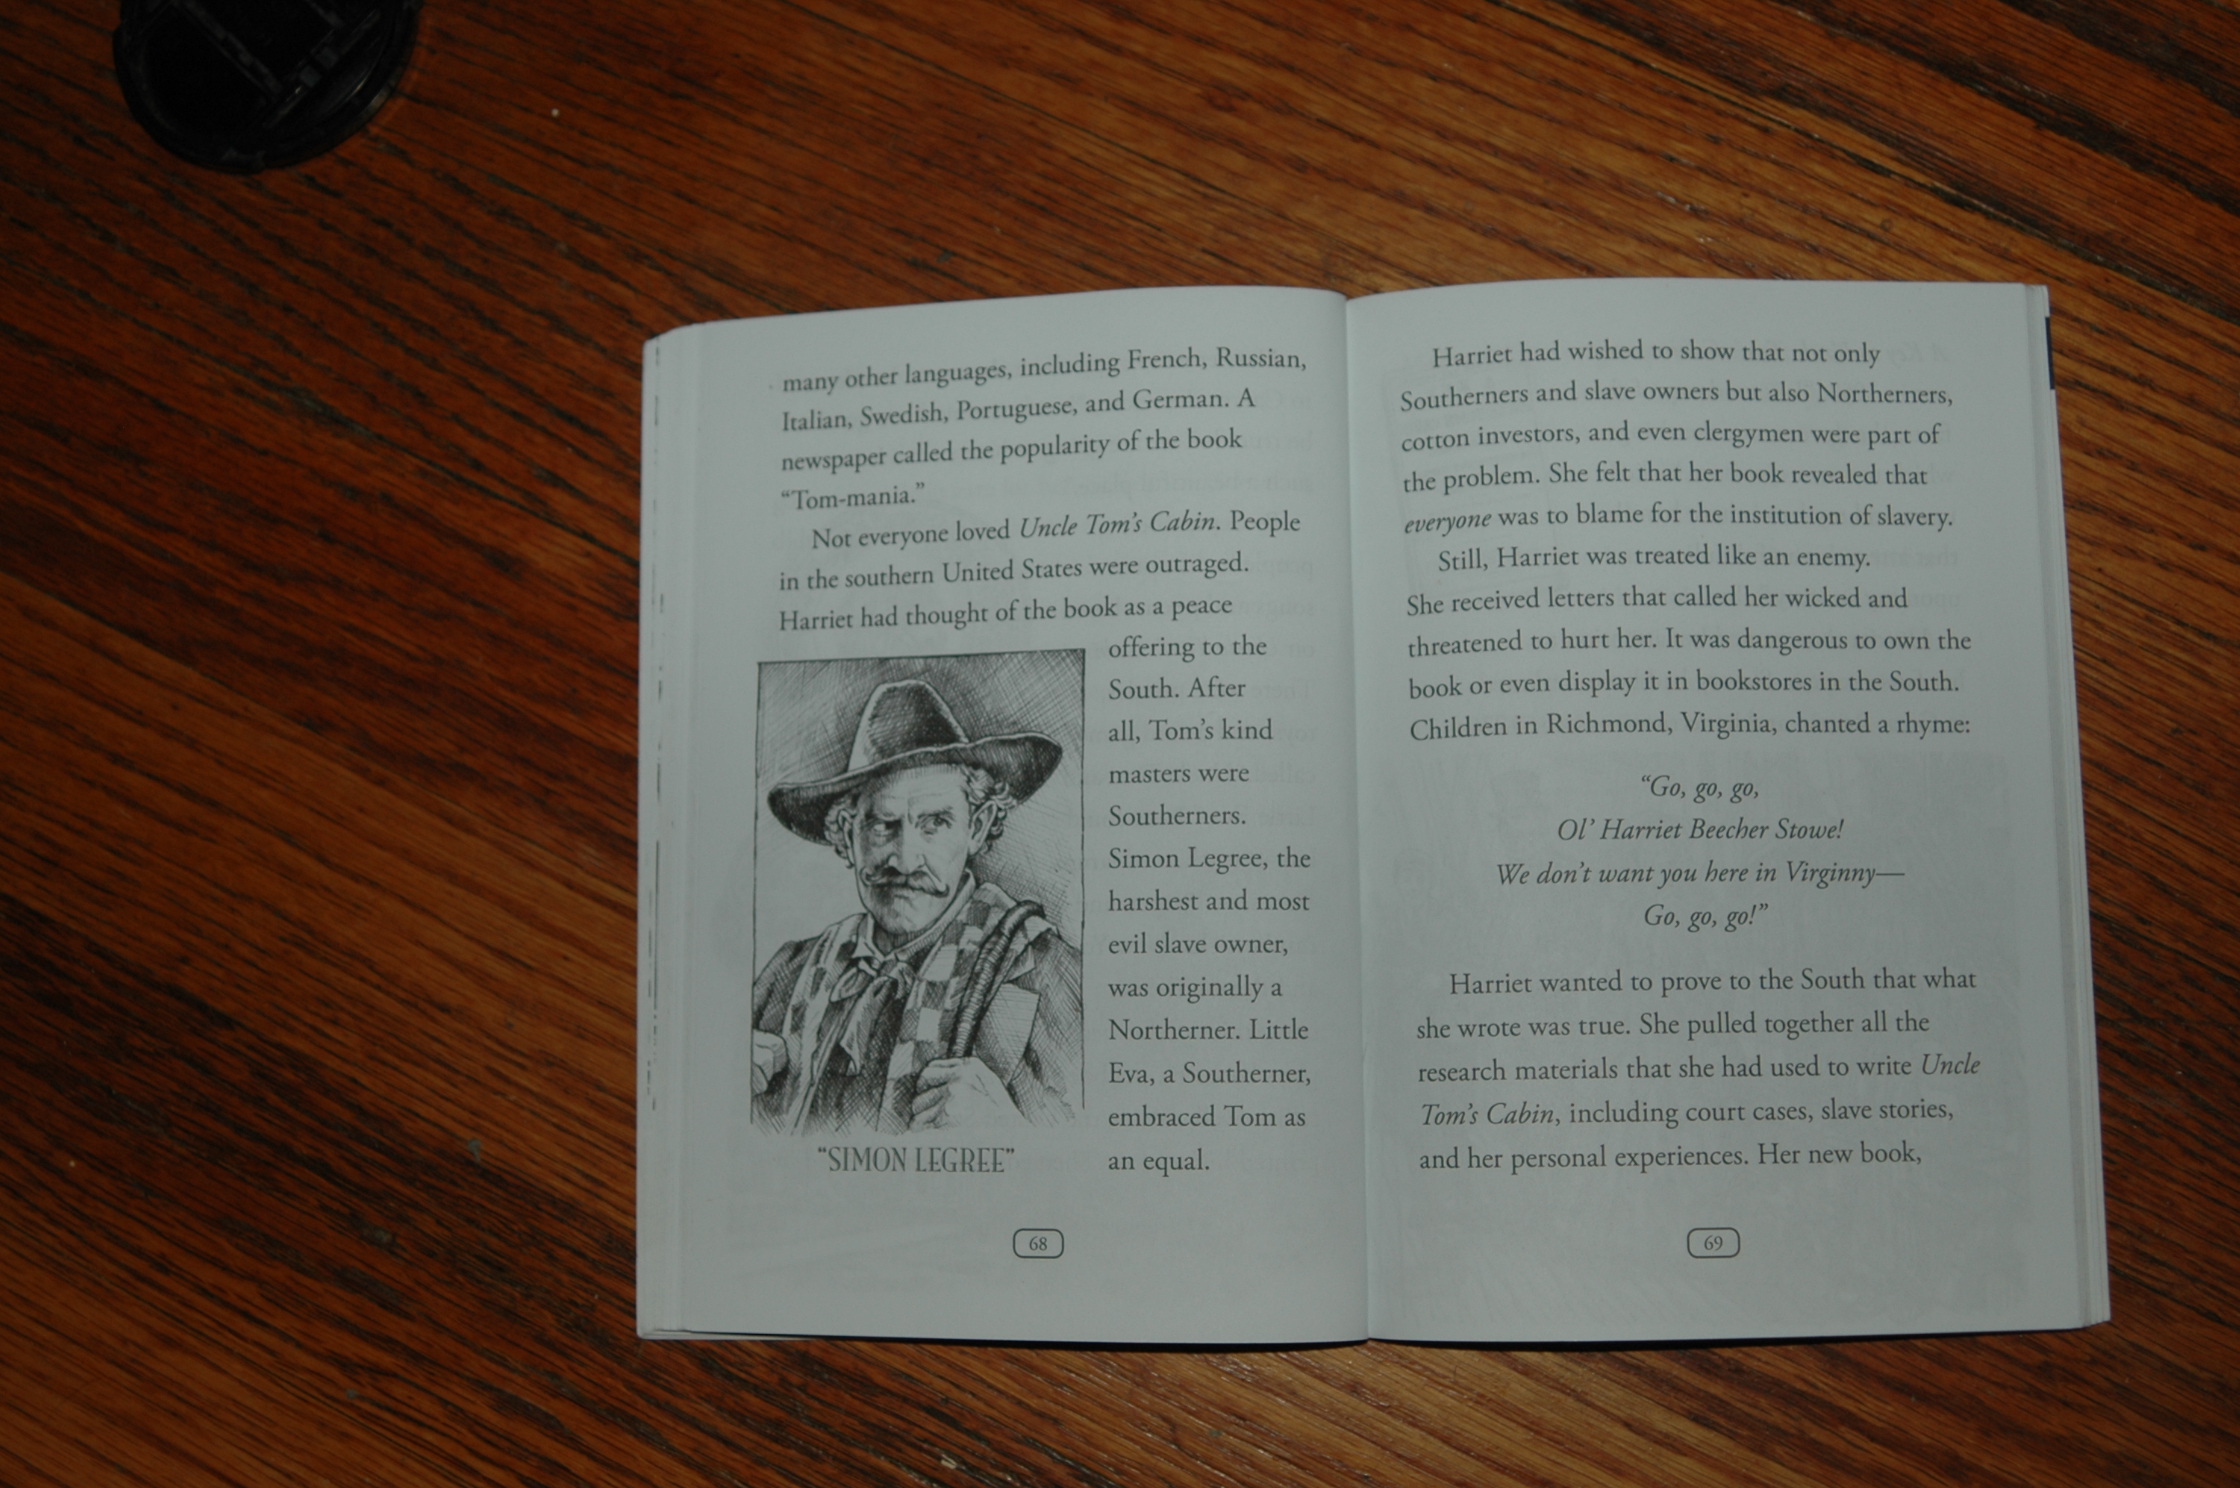 many other languages, including French, Russian,
Italian, Swedish, Portuguese, and German. A
newspaper called the popularity of the book
“Tom-mania.”
Not everyone loved Uncle Tom’s Cabin. People
in the southern United States were outraged.
Harriet had thought of the book as a peace
offering to the
South. After
all, Tom’s kind
masters were
Southerners.
Simon Legree, the
harshest and most
evil slave owner,
was originally a
Northerner. Little
Eva, a Southerner,
embraced Tom as
an equal.
“SIMON LEGREE”
68
Harriet had wished to show that not only
Southerners and slave owners but also Northerners,
cotton investors, and even clergymen were part of
the problem. She felt that her book revealed that
everyone was to blame for the institution of slavery.
Still, Harriet was treated like an enemy.
She received letters that called her wicked and
threatened to hurt her. It was dangerous to own the
book or even display it in bookstores in the South.
Children in Richmond, Virginia, chanted a rhyme:
“Go, go, go,
Ol’ Harriet Beecher Stowe!
We don’t want you here in Virginny—
Go, go, go!”
Harriet wanted to prove to the South that what
she wrote was true. She pulled together all the
research materials that she had used to write Uncle
Tom’s Cabin, including court cases, slave stories,
and her personal experiences. Her new book,
69